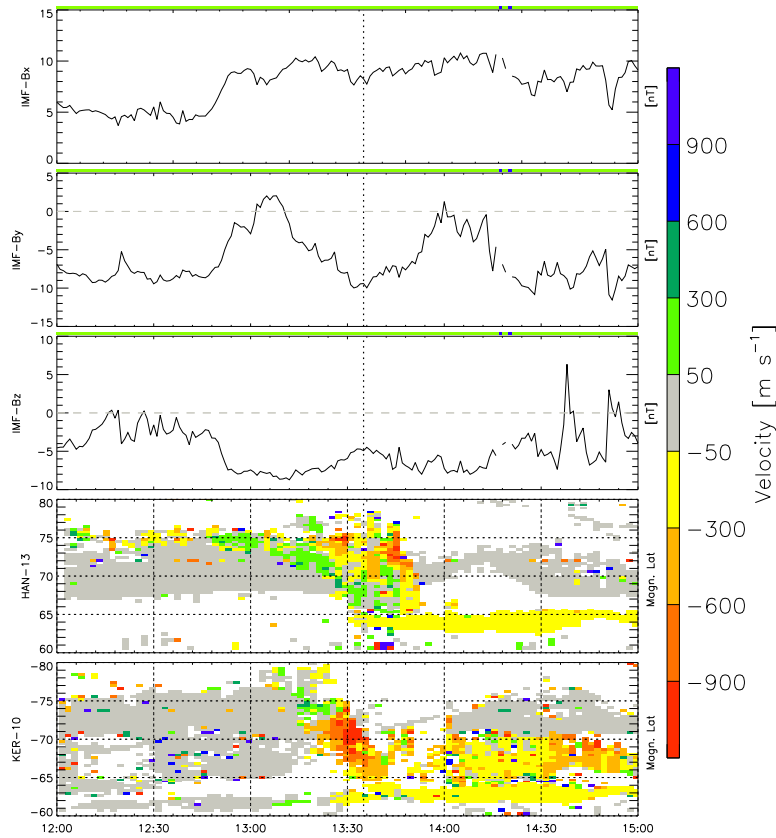 15
10
5
0
IMF-Bx
[nT]
0
-5
-10
-15
IMF-By
[nT]
10
5
0
-5
-10
IMF-Bz
[nT]
80
75
70
65
60
HAN-13
Magn. Lat
-80
-75
-70
-65
-60
KER-10
Magn. Lat
12:00 12:30 13:00 13:30 14:00 14:30 15:00
900
600
300
50
-50
-300
-600
-900
Velocity [m s⁻¹]